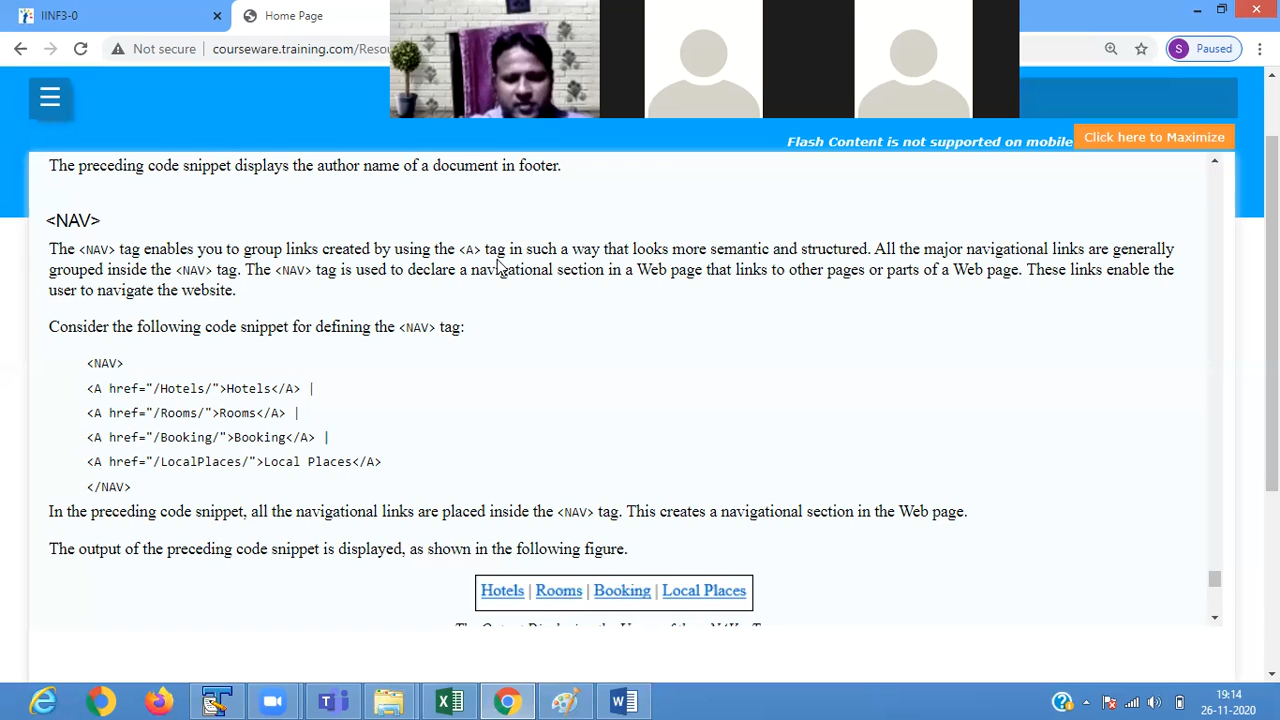 IINF3-0
Home Page
Not secure
courseware.training.com/Resou
S
Paused
Flash Content is not supported on mobile
Click here to Maximize
The preceding code snippet displays the author name of a document in footer.
<NAV>
The <NAV> tag enables you to group links created by using the <A> tag in such a way that looks more semantic and structured. All the major navigational links are generally
grouped inside the <NAV> tag. The <NAV> tag is used to declare a navigational section in a Web page that links to other pages or parts of a Web page. These links enable the
user to navigate the website.
Consider the following code snippet for defining the <NAV> tag:
<NAV>
<A href="/Hotels/">Hotels</A> |
<A href="/Rooms/">Rooms</A> |
<A href="/Booking/">Booking</A> |
<A href="/LocalPlaces/">Local Places</A>
</NAV>
In the preceding code snippet, all the navigational links are placed inside the <NAV> tag. This creates a navigational section in the Web page.
The output of the preceding code snippet is displayed, as shown in the following figure.
Hotels | Rooms | Booking | Local Places
19:14
26-11-2020